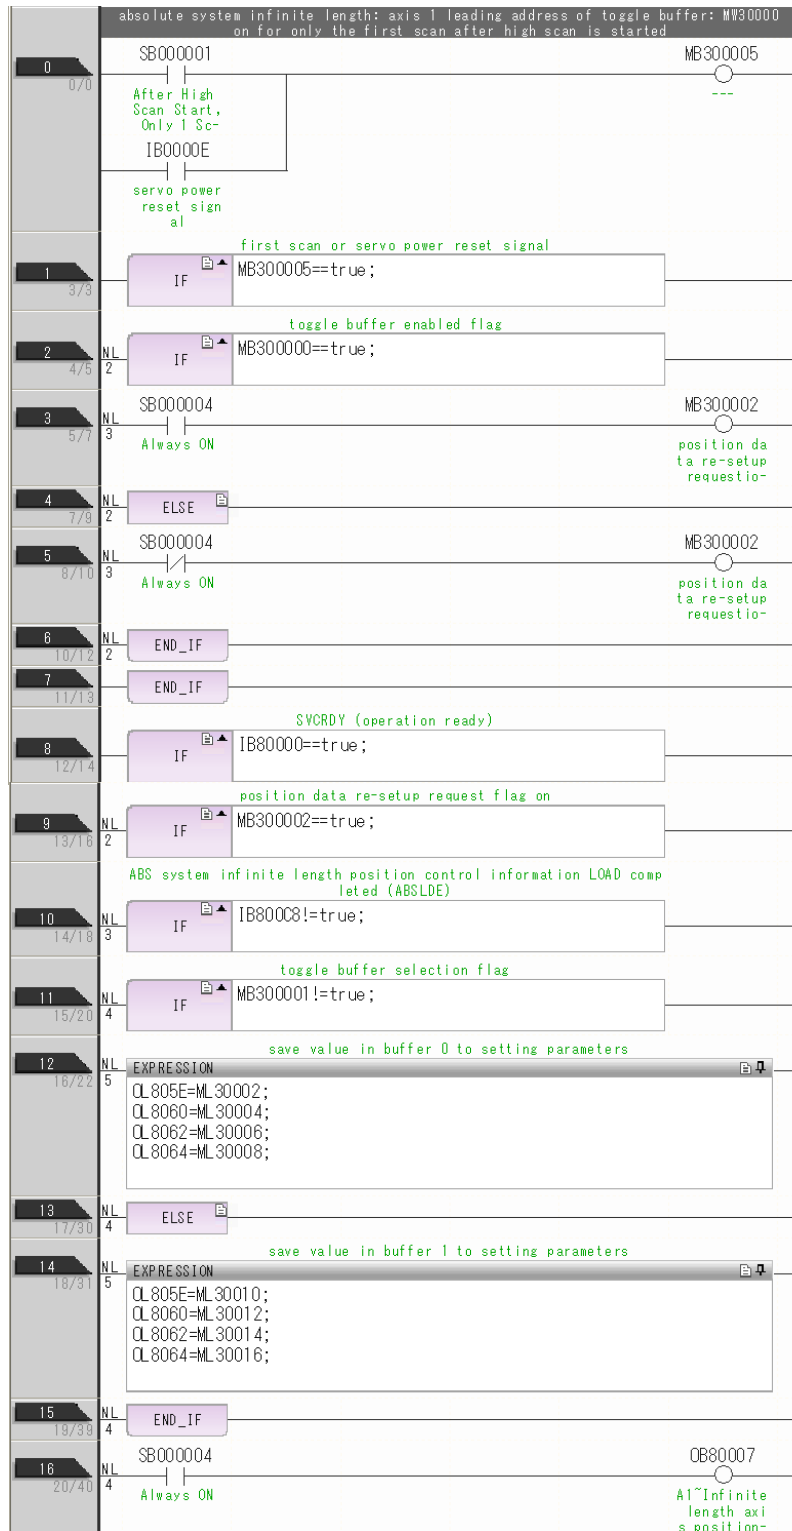 absolute system infinite length: axis 1 leading address of toggle buffer: MW30000
on for only the first scan after high scan is started
0
0/0
SB000001
MB300005
After High
Scan Start,
Only 1 Sc-
---
IB0000E
servo power
reset sign
al
first scan or servo power reset signal
1
3/3
IF
MB300005==true;
toggle buffer enabled flag
2
4/5
NL
2
IF
MB300000==true;
3
5/7
NL
3
SB000004
MB300002
Always ON
position da
ta re-setup
requestio-
4
7/9
NL
2
ELSE
5
8/10
NL
3
SB000004
MB300002
Always ON
position da
ta re-setup
requestio-
6
10/12
NL
2
END_IF
7
11/13
END_IF
SVCRDY (operation ready)
8
12/14
IF
IB80000==true;
position data re-setup request flag on
9
13/16
NL
2
IF
MB300002==true;
ABS system infinite length position control information LOAD comp
leted (ABSLDE)
10
14/18
NL
3
IF
IB800C8!=true;
toggle buffer selection flag
11
15/20
NL
4
IF
MB300001!=true;
save value in buffer 0 to setting parameters
12
16/22
NL
5
EXPRESSION
OL805E=ML30002;
OL8060=ML30004;
OL8062=ML30006;
OL8064=ML30008;
13
17/30
NL
4
ELSE
save value in buffer 1 to setting parameters
14
18/31
NL
5
EXPRESSION
OL805E=ML30010;
OL8060=ML30012;
OL8062=ML30014;
OL8064=ML30016;
15
19/39
NL
4
END_IF
16
20/40
NL
4
SB000004
OB80007
Always ON
A1~Infinite
length axi
s position-